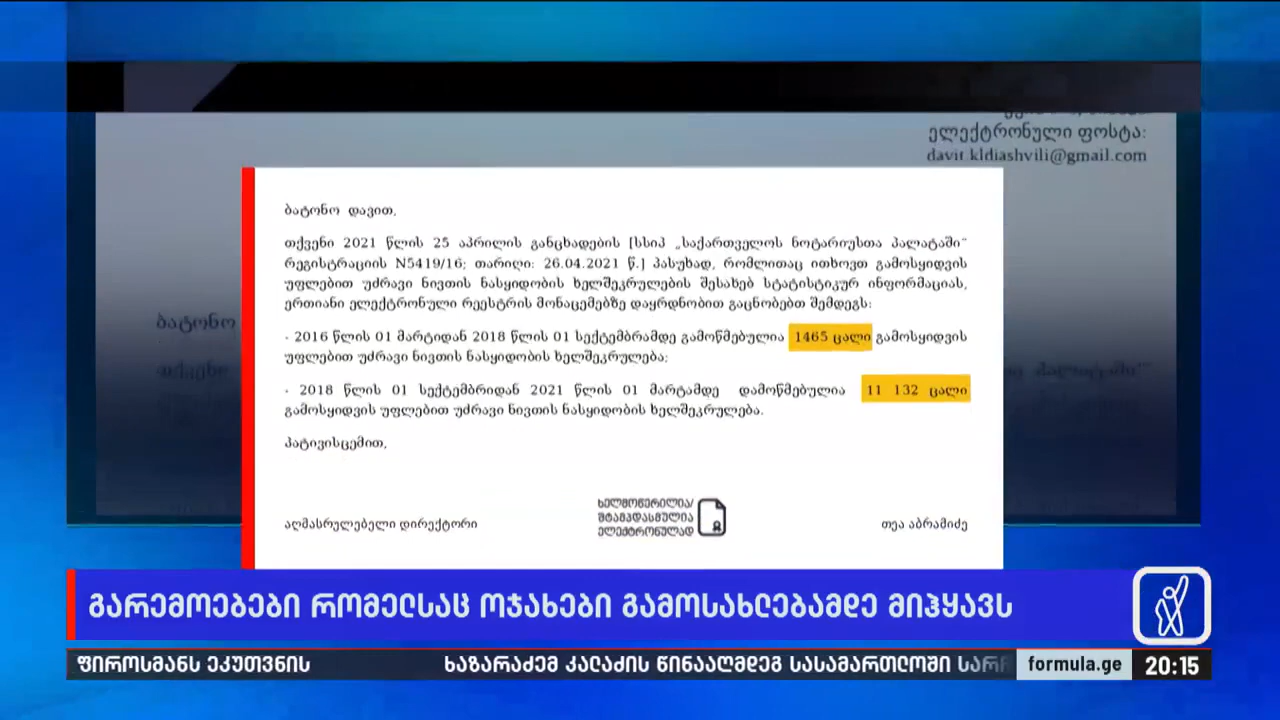 ელექტრონული ფოსტა:
davit.kldiashvili@gmail.com
ბატონო დავით,
თქვენი 2021 წლის 25 აპრილის განცხადების [სსიპ „საქართველოს ნოტარიუსთა პალატაში“
რეგისტრაციის N5419/16; თარიღი: 26.04.2021 წ.] პასუხად, რომლითაც ითხოვთ გამოსყიდვის
უფლებით უძრავი ნივთის ნასყიდობის ხელშეკრულების შესახებ სტატისტიკურ ინფორმაციას,
ერთიანი ელექტრონული რეესტრის მონაცემებზე დაყრდნობით გაცნობებთ შემდეგს:
- 2016 წლის 01 მარტიდან 2018 წლის 01 სექტემბრამდე დამოწმებულია 1465 ცალი გამოსყიდვის
უფლებით უძრავი ნივთის ნასყიდობის ხელშეკრულება;
- 2018 წლის 01 სექტემბრიდან 2021 წლის 01 მარტამდე დამოწმებულია 11 132 ცალი
გამოსყიდვის უფლებით უძრავი ნივთის ნასყიდობის ხელშეკრულება.
პატივისცემით,
ხელმოწერილია/
შტამპდასმულია
ელექტრონულად
აღმასრულებელი დირექტორი
თეა აბრამიძე
ბატონო
თქვენი
გარემოებები რომელსაც ოჯახები გამოსახლებამდე მიჰყავს
ფიროსმანს ეკუთვნის
ხაზარაძემ კალაძის წინააღმდეგ სასამართლოში
formula.ge
20:15